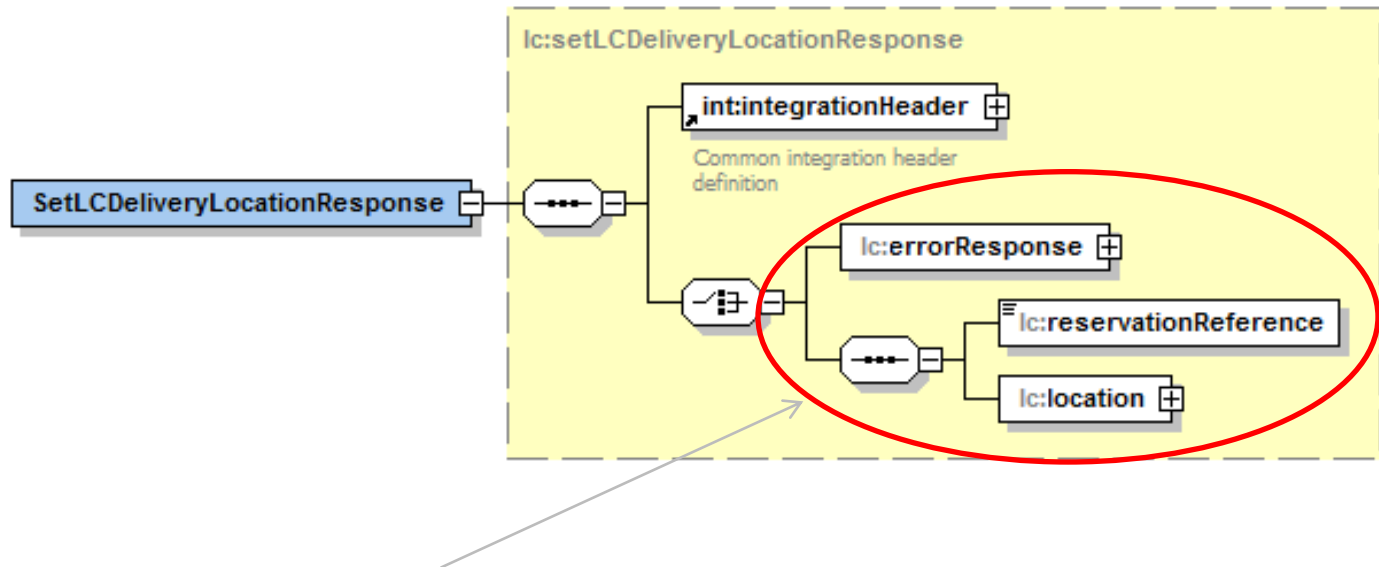 lc:setLCDeliveryLocationResponse
int:integrationHeader
Common integration header
definition
SetLCDeliveryLocationResponse
lc:errorResponse
lc:reservationReference
lc:location